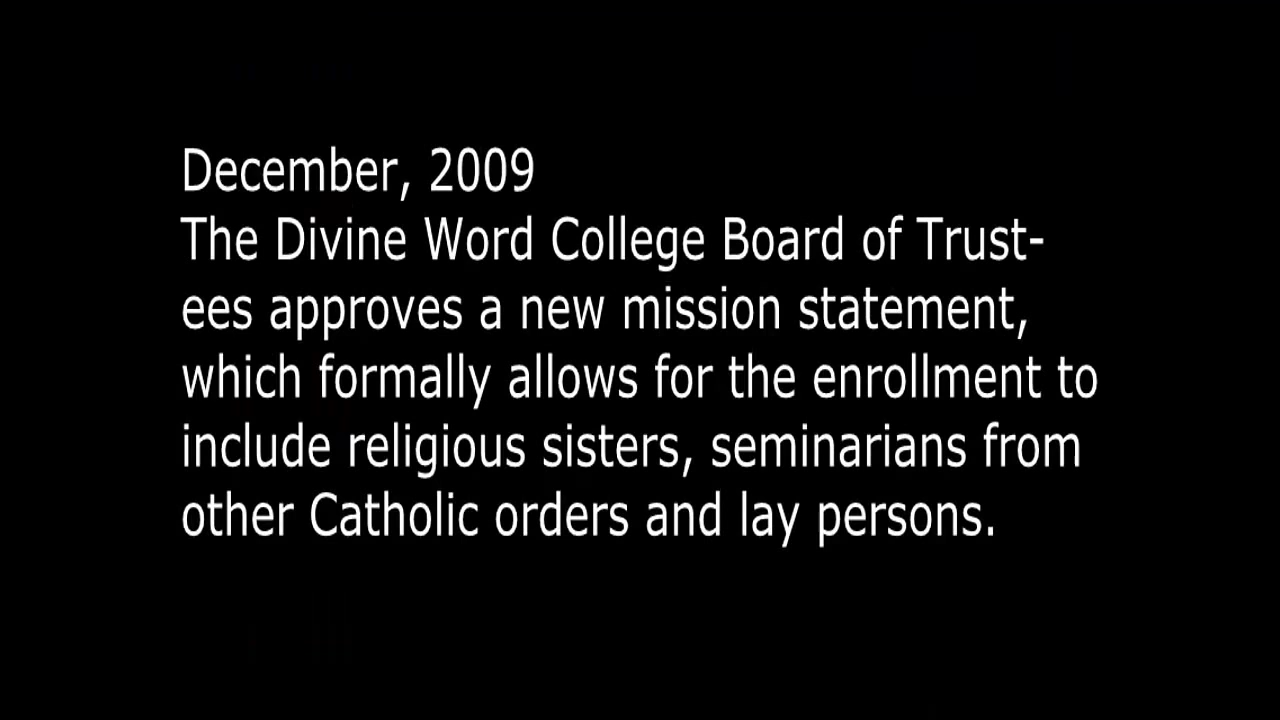 December, 2009
The Divine Word College Board of Trust-
ees approves a new mission statement,
which formally allows for the enrollment to
include religious sisters, seminarians from
other Catholic orders and lay persons.